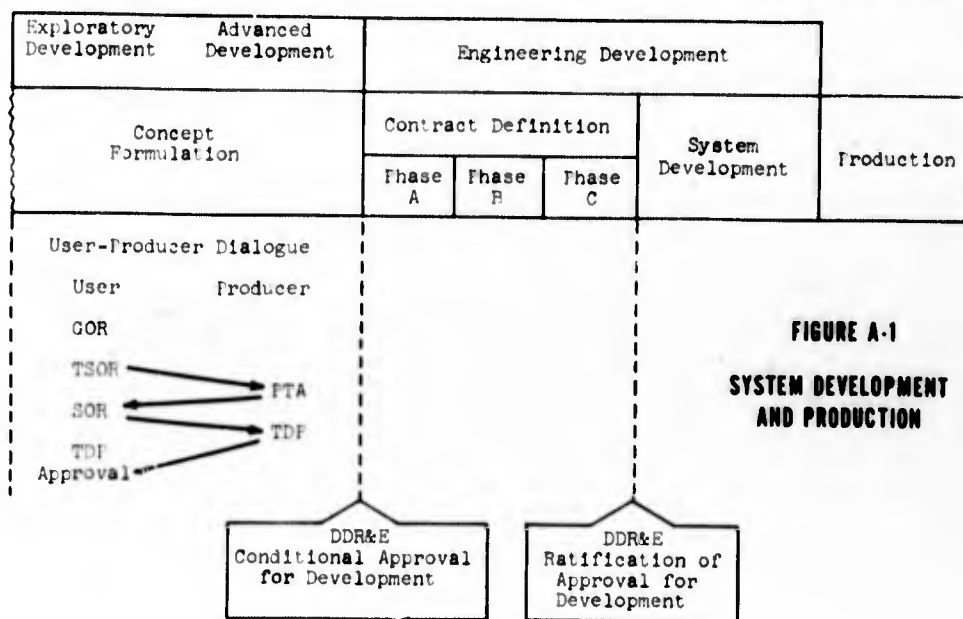 Exploratory Development
Advanced Development
Engineering Development
Concept Formulation
Contract Definition
Phase A
Phase B
Phase C
System Development
Production
User-Producer Dialogue
User Producer
GOR
TSOR
PTA
SOR
TDP
TDP
Approval
FIGURE A-1
SYSTEM DEVELOPMENT
AND PRODUCTION
DDR&E
Conditional Approval
for Development
DDR&E
Ratification of
Approval for
Development